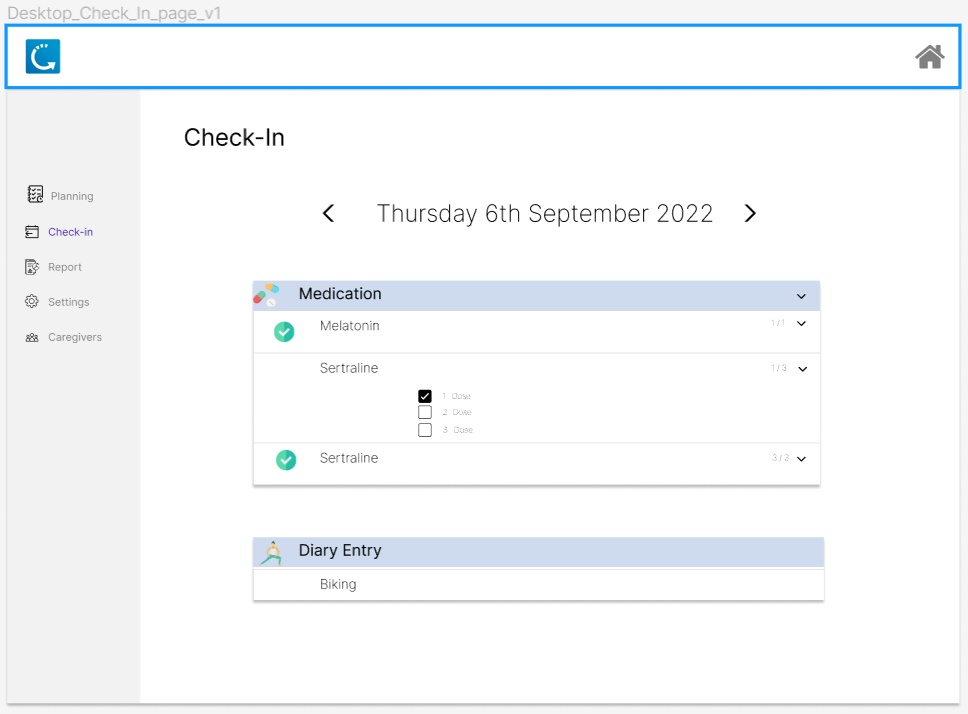 Desktop_Check_In_page_v1
Check-In
Planning
Check-in
Report
Settings
Caregivers
Thursday 6th September 2022
Medication
Melatonin 1 / 1
Sertraline 1 / 3
1 Dose
2 Dose
3 Dose
Sertraline 3 / 3
Diary Entry
Biking